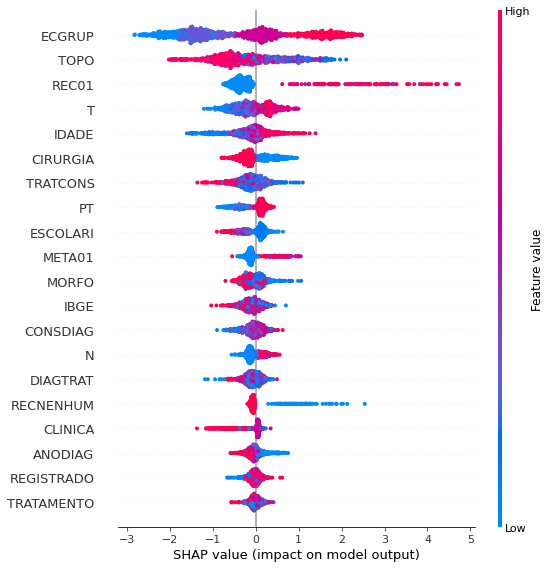 High
ECGRUP
TOPO
REC01
T
IDADE
CIRURGIA
TRATCONS
PT
ESCOLARI
META01
MORFO
IBGE
CONSDIAG
N
DIAGTRAT
RECNENHUM
CLINICA
ANODIAG
REGISTRADO
TRATAMENTO
Feature value
Low
−3 −2 −1 0 1 2 3 4 5
SHAP value (impact on model output)